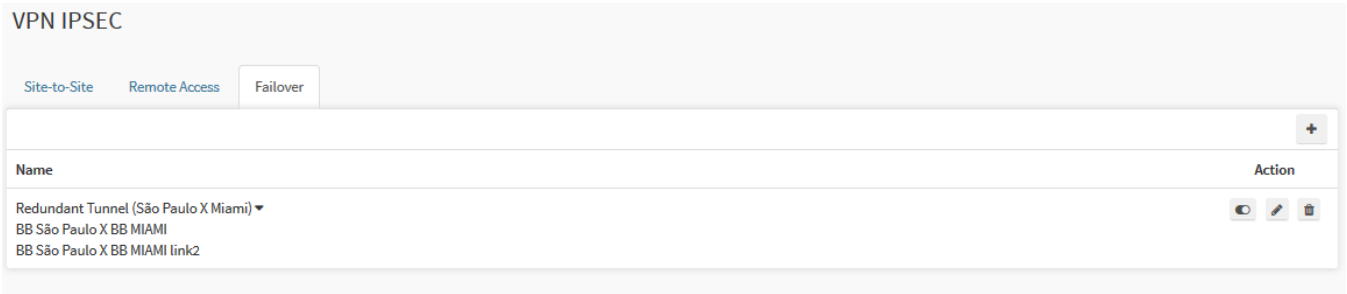 VPN IPSEC
Site-to-Site Remote Access Failover
Name Action
Redundant Tunnel (São Paulo X Miami)
BB São Paulo X BB MIAMI
BB São Paulo X BB MIAMI link2